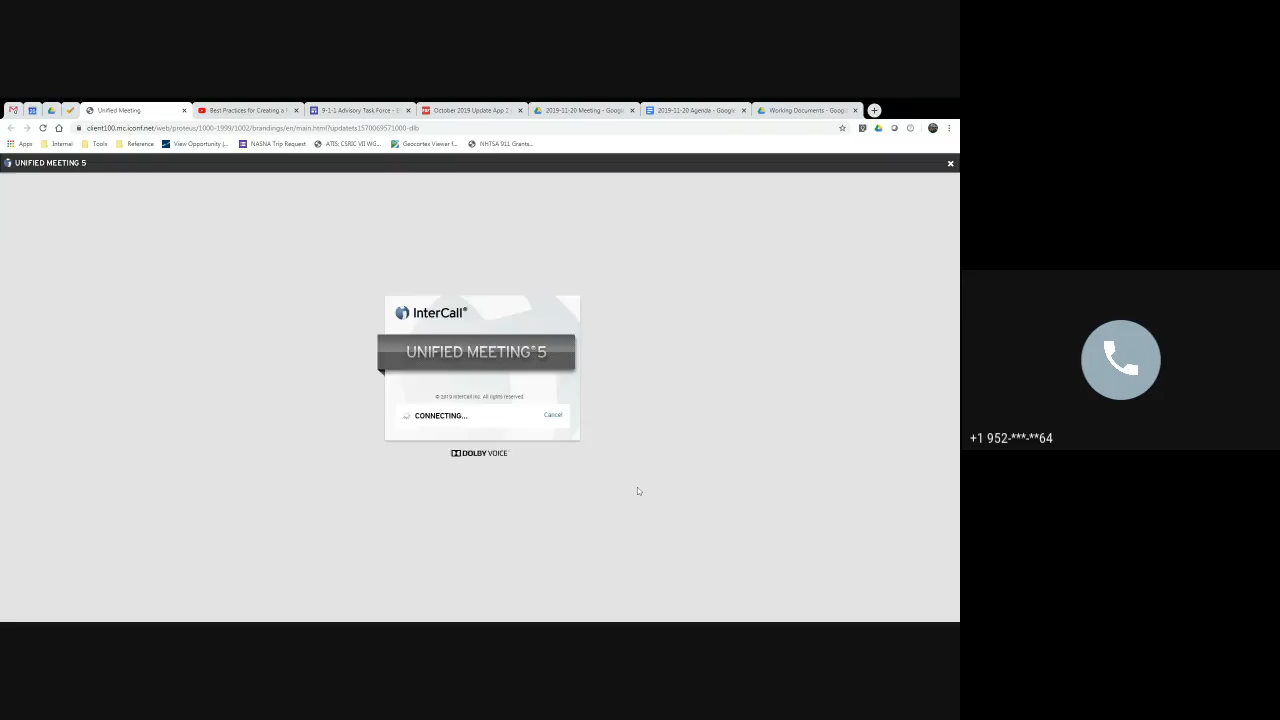 Unified Meeting
Best Practices for Creating a
9-1-1 Advisory Task Force -
October 2019 Update App 2
2019-11-20 Meeting - Google
2019-11-20 Agenda - Google
Working Documents - Google
client100.mc.iconf.net/web/proteus/1000-1999/1002/brandings/en/main.html?updatets1570069571000-dlb
Apps Internal Tools Reference View Opportunity |... NASNA Trip Request ATIS: CSRIC VII WG... Geocortex Viewer f... NHTSA 911 Grants...
UNIFIED MEETING 5
InterCall®
UNIFIED MEETING® 5
© 2019 InterCall, Inc. All rights reserved.
CONNECTING... Cancel
DOLBY VOICE™
+1 952-***-**64